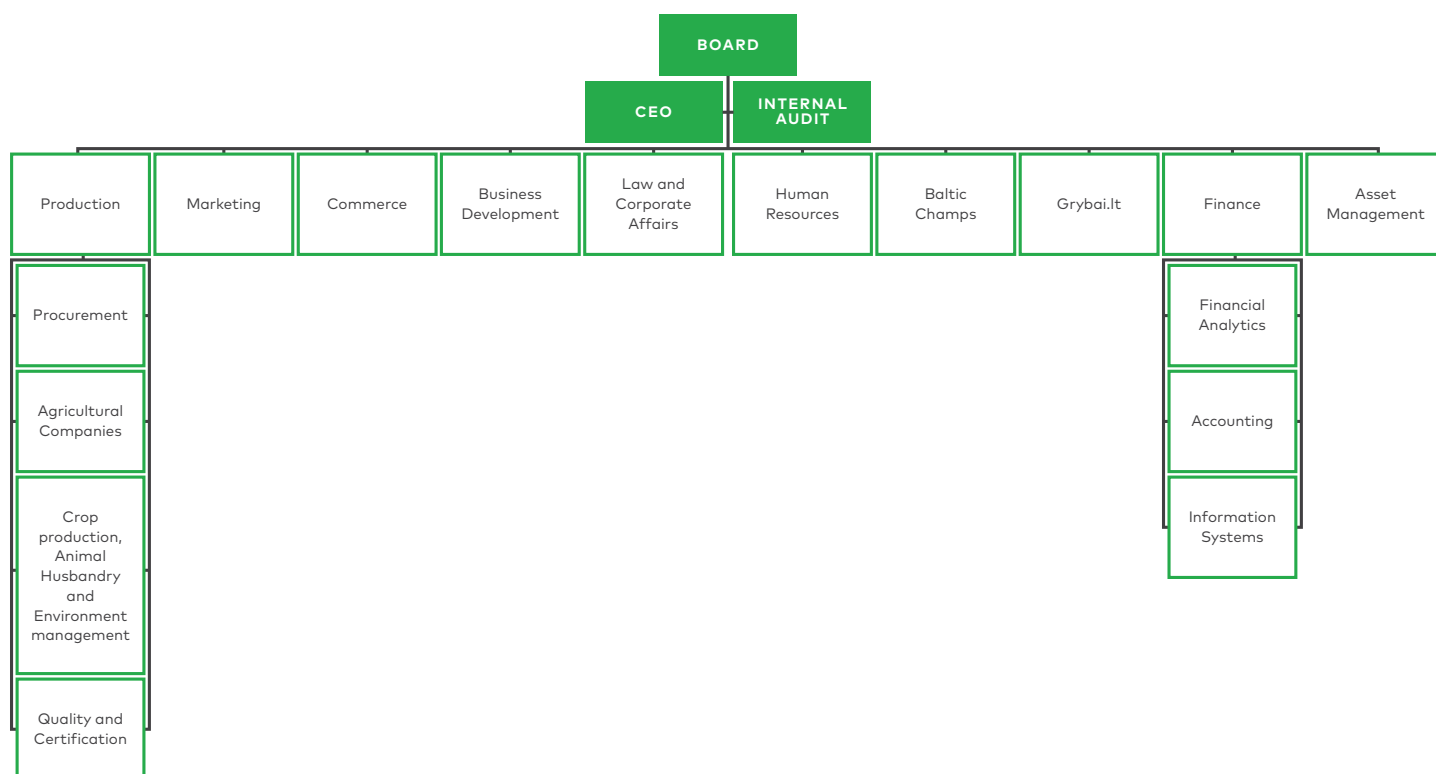 BOARD
CEO
INTERNAL
AUDIT
Production
Marketing
Commerce
Business
Development
Law and
Corporate
Affairs
Human
Resources
Baltic
Champs
Grybai.lt
Finance
Asset
Management
Procurement
Agricultural
Companies
Crop
production,
Animal
Husbandry
and
Environment
management
Quality and
Certification
Financial
Analytics
Accounting
Information
Systems